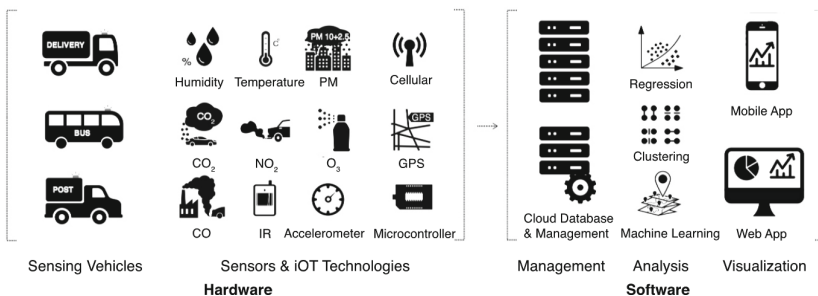 DELIVERY
%
Humidity
C°
Temperature
PM 10+2.5
PM
Cellular
Regression
Mobile App
BUS
CO2
CO2
NO2
O3
GPS
GPS
Clustering
POST
CO
IR
Accelerometer
Microcontroller
Cloud Database
& Management
Machine Learning
Web App
Sensing Vehicles
Sensors & iOT Technologies
Management
Analysis
Visualization
Hardware
Software